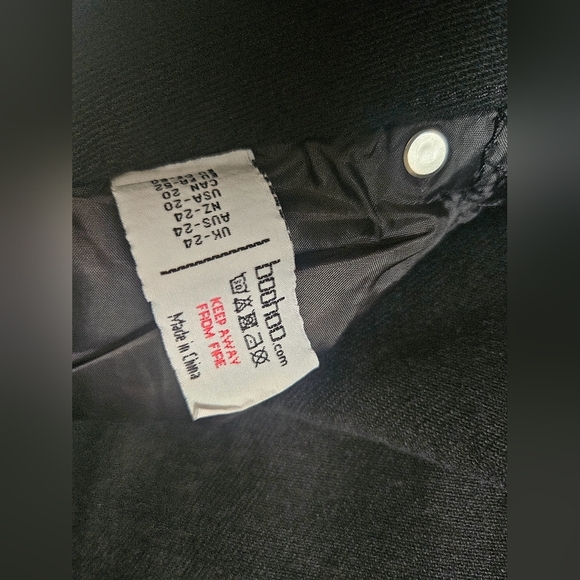 boohoo.com
30
KEEP AWAY
FROM FIRE
Made in China
UK-24
AUS-24
NZ-24
USA-20
CAN 20